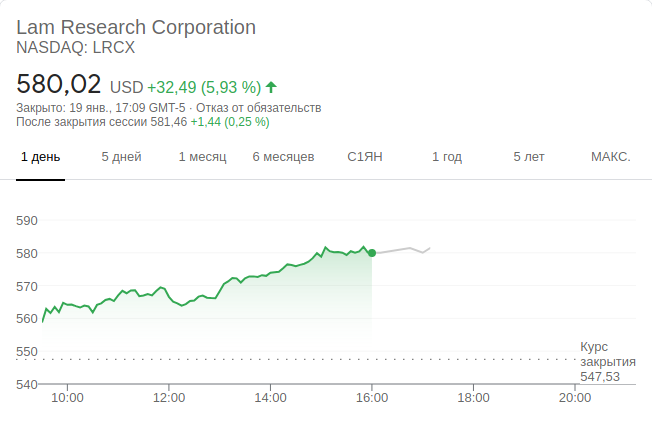 Lam Research Corporation
NASDAQ: LRCX
580,02 USD +32,49 (5,93 %)
Закрыто: 19 янв., 17:09 GMT-5 · Отказ от обязательств
После закрытия сессии 581,46 +1,44 (0,25 %)
1 день 5 дней 1 месяц 6 месяцев С1ЯН 1 год 5 лет МАКС.
590
580
570
560
550
540
Курс
закрытия
547,53
10:00 12:00 14:00 16:00 18:00 20:00